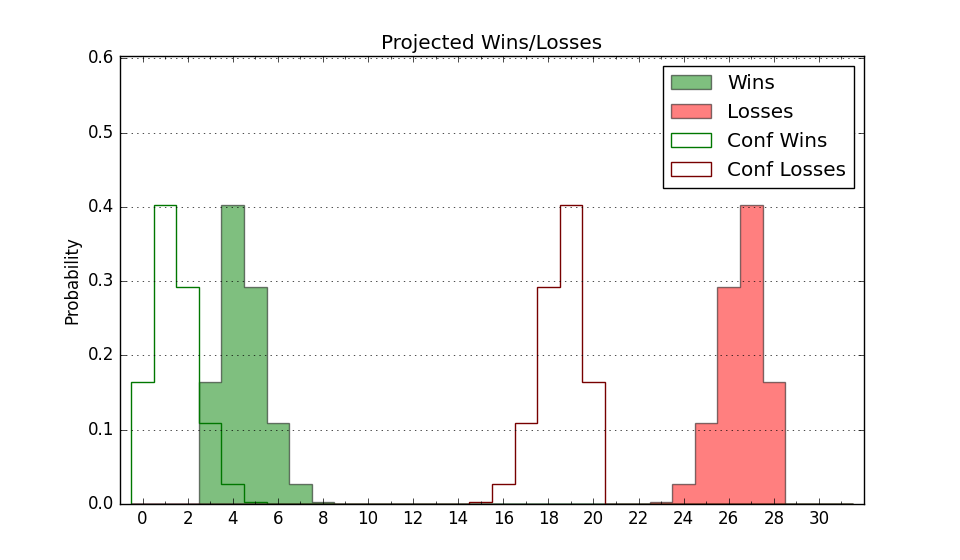 Projected Wins/Losses
Wins
Losses
Conf Wins
Conf Losses
Probability
0.6
0.5
0.4
0.3
0.2
0.1
0.0
0 2 4 6 8 10 12 14 16 18 20 22 24 26 28 30